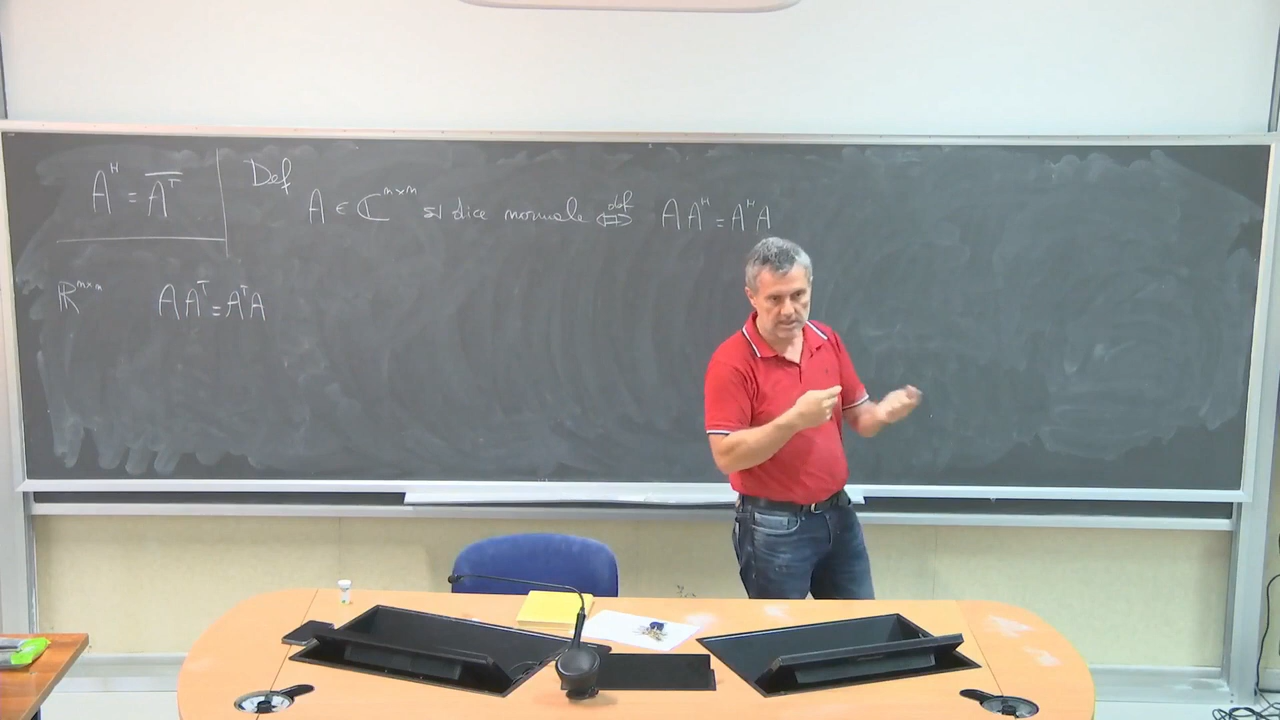 A^H = \overline{A^T}
Def
A ∈ ℂ^{n×n} si dice normale ⟺^{def} AA^H = A^H A
ℝ^{n×n} AA^T = A^T A